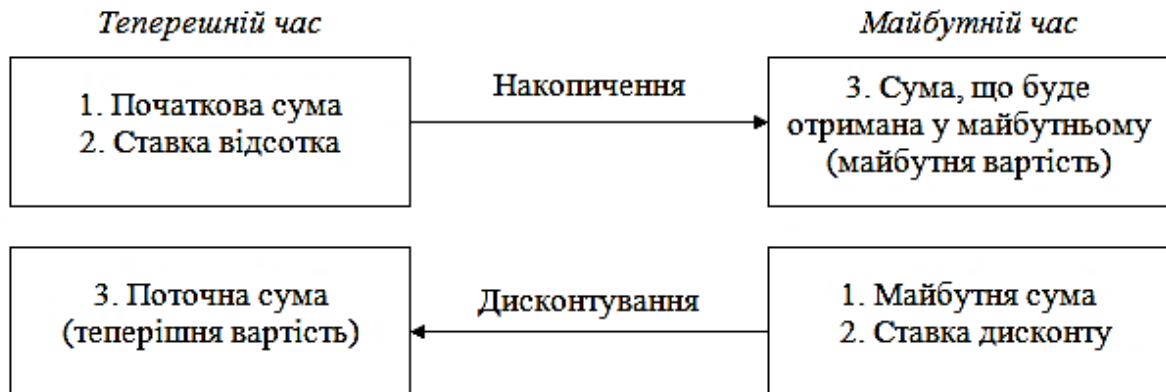 Теперешній час
Майбутній час
1. Початкова сума
2. Ставка відсотка
Накопичення
3. Сума, що буде
отримана у майбутньому
(майбутня вартість)
3. Поточна сума
(теперішня вартість)
Дисконтування
1. Майбутня сума
2. Ставка дисконту